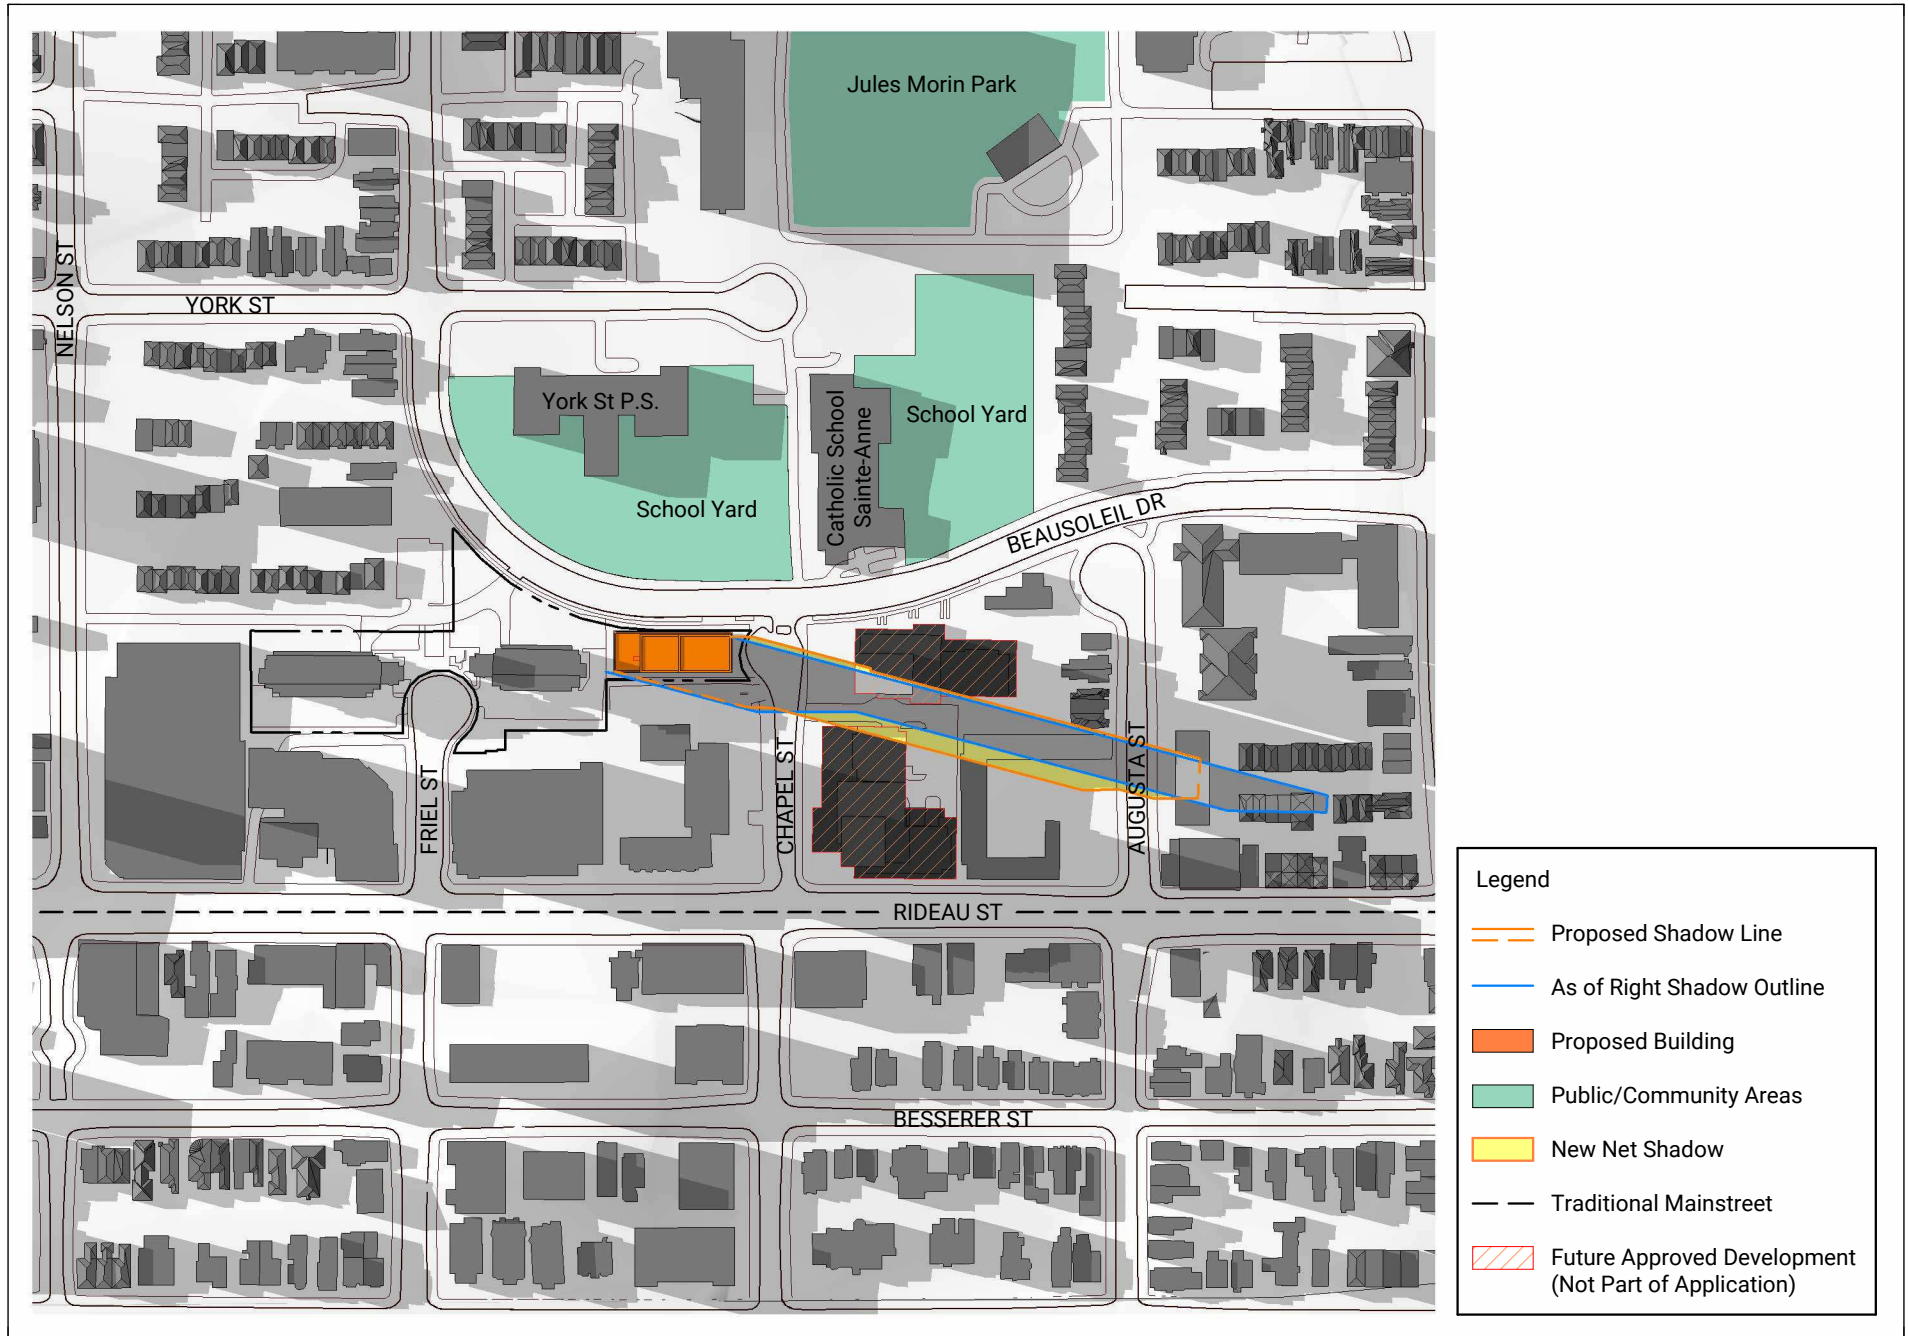 Jules Morin Park
NELSON ST
YORK ST
York St P.S.
School Yard
Catholic School
Sainte-Anne
School Yard
BEAUSOLEIL DR
FRIEL ST
CHAPEL ST
AUGUSTA ST
RIDEAU ST
BESSERER ST
Legend
Proposed Shadow Line
As of Right Shadow Outline
Proposed Building
Public/Community Areas
New Net Shadow
Traditional Mainstreet
Future Approved Development
(Not Part of Application)